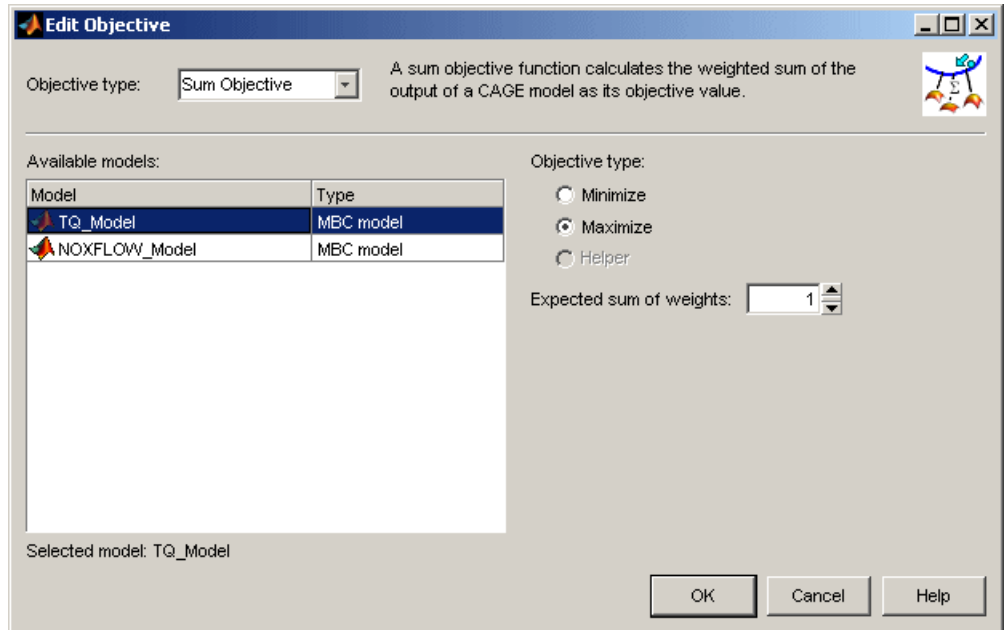 Edit Objective
Objective type:
Sum Objective
A sum objective function calculates the weighted sum of the
output of a CAGE model as its objective value.
Σ
Available models:
Model Type
TQ_Model MBC model
NOXFLOW_Model MBC model
Selected model: TQ_Model
Objective type:
Minimize
Maximize
Helper
Expected sum of weights: 1
OK Cancel Help